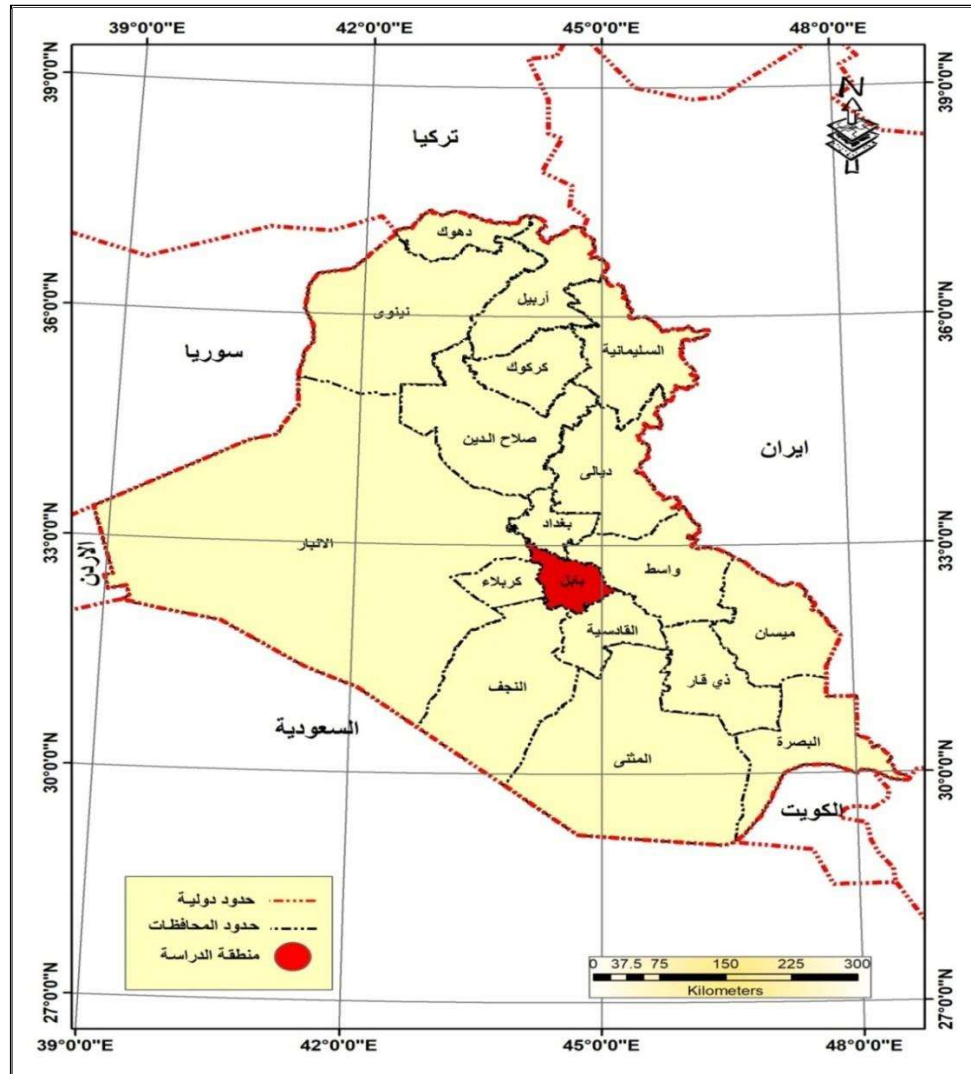 39°0'0"E 42°0'0"E 45°0'0"E 48°0'0"E
39°0'0"N 39°0'0"N
N
تركيا
دهوك
أربيل
نينوى
36°0'0"N 36°0'0"N
السليمانية
سوريا
كركوك
صلاح الدين
ايران
ديالى
بغداد
33°0'0"N 33°0'0"N
الانبار
الاردن
واسط
بابل
كربلاء
ميسان
القادسية
ذي قار
النجف
السعودية
البصرة
المثنى
30°0'0"N 30°0'0"N
الكويت
حدود دولية
حدود المحافظات
منطقة الدراسة
0 37.5 75 150 225 300
Kilometers
27°0'0"N 27°0'0"N
39°0'0"E 42°0'0"E 45°0'0"E 48°0'0"E